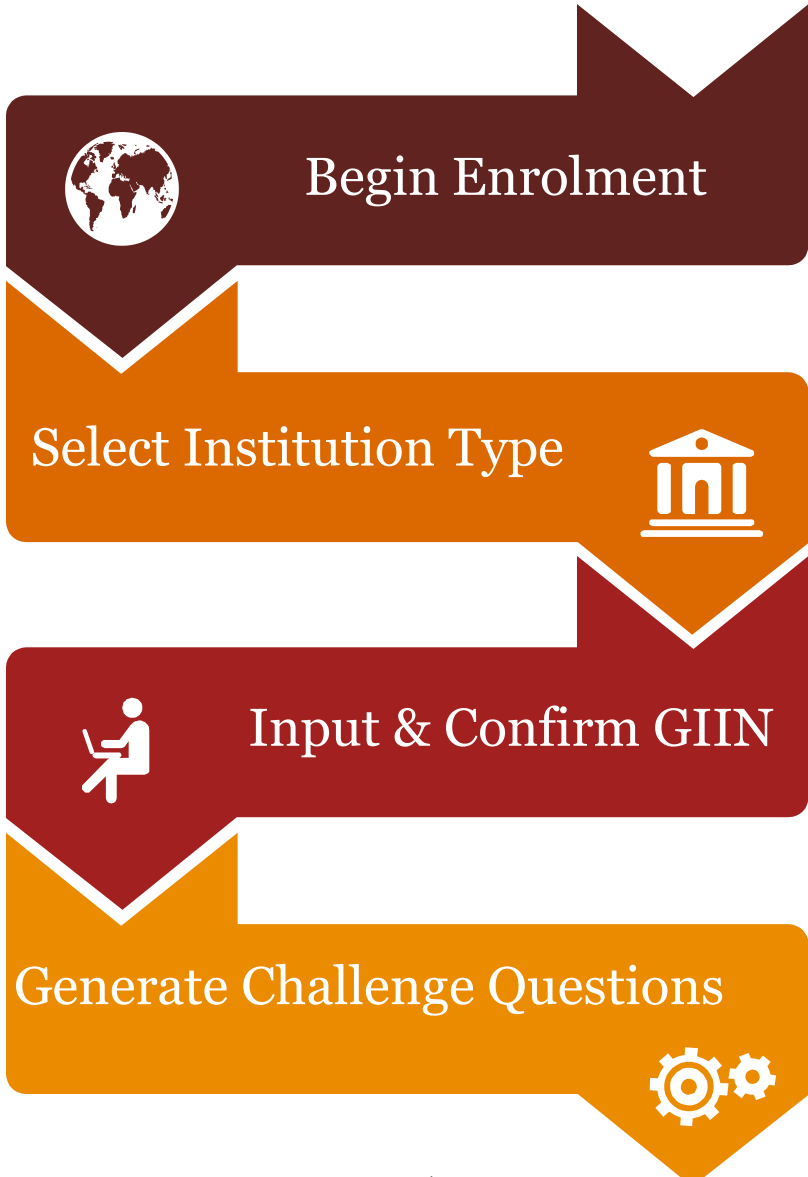 Begin Enrolment
Select Institution Type
Input & Confirm GIIN
Generate Challenge Questions